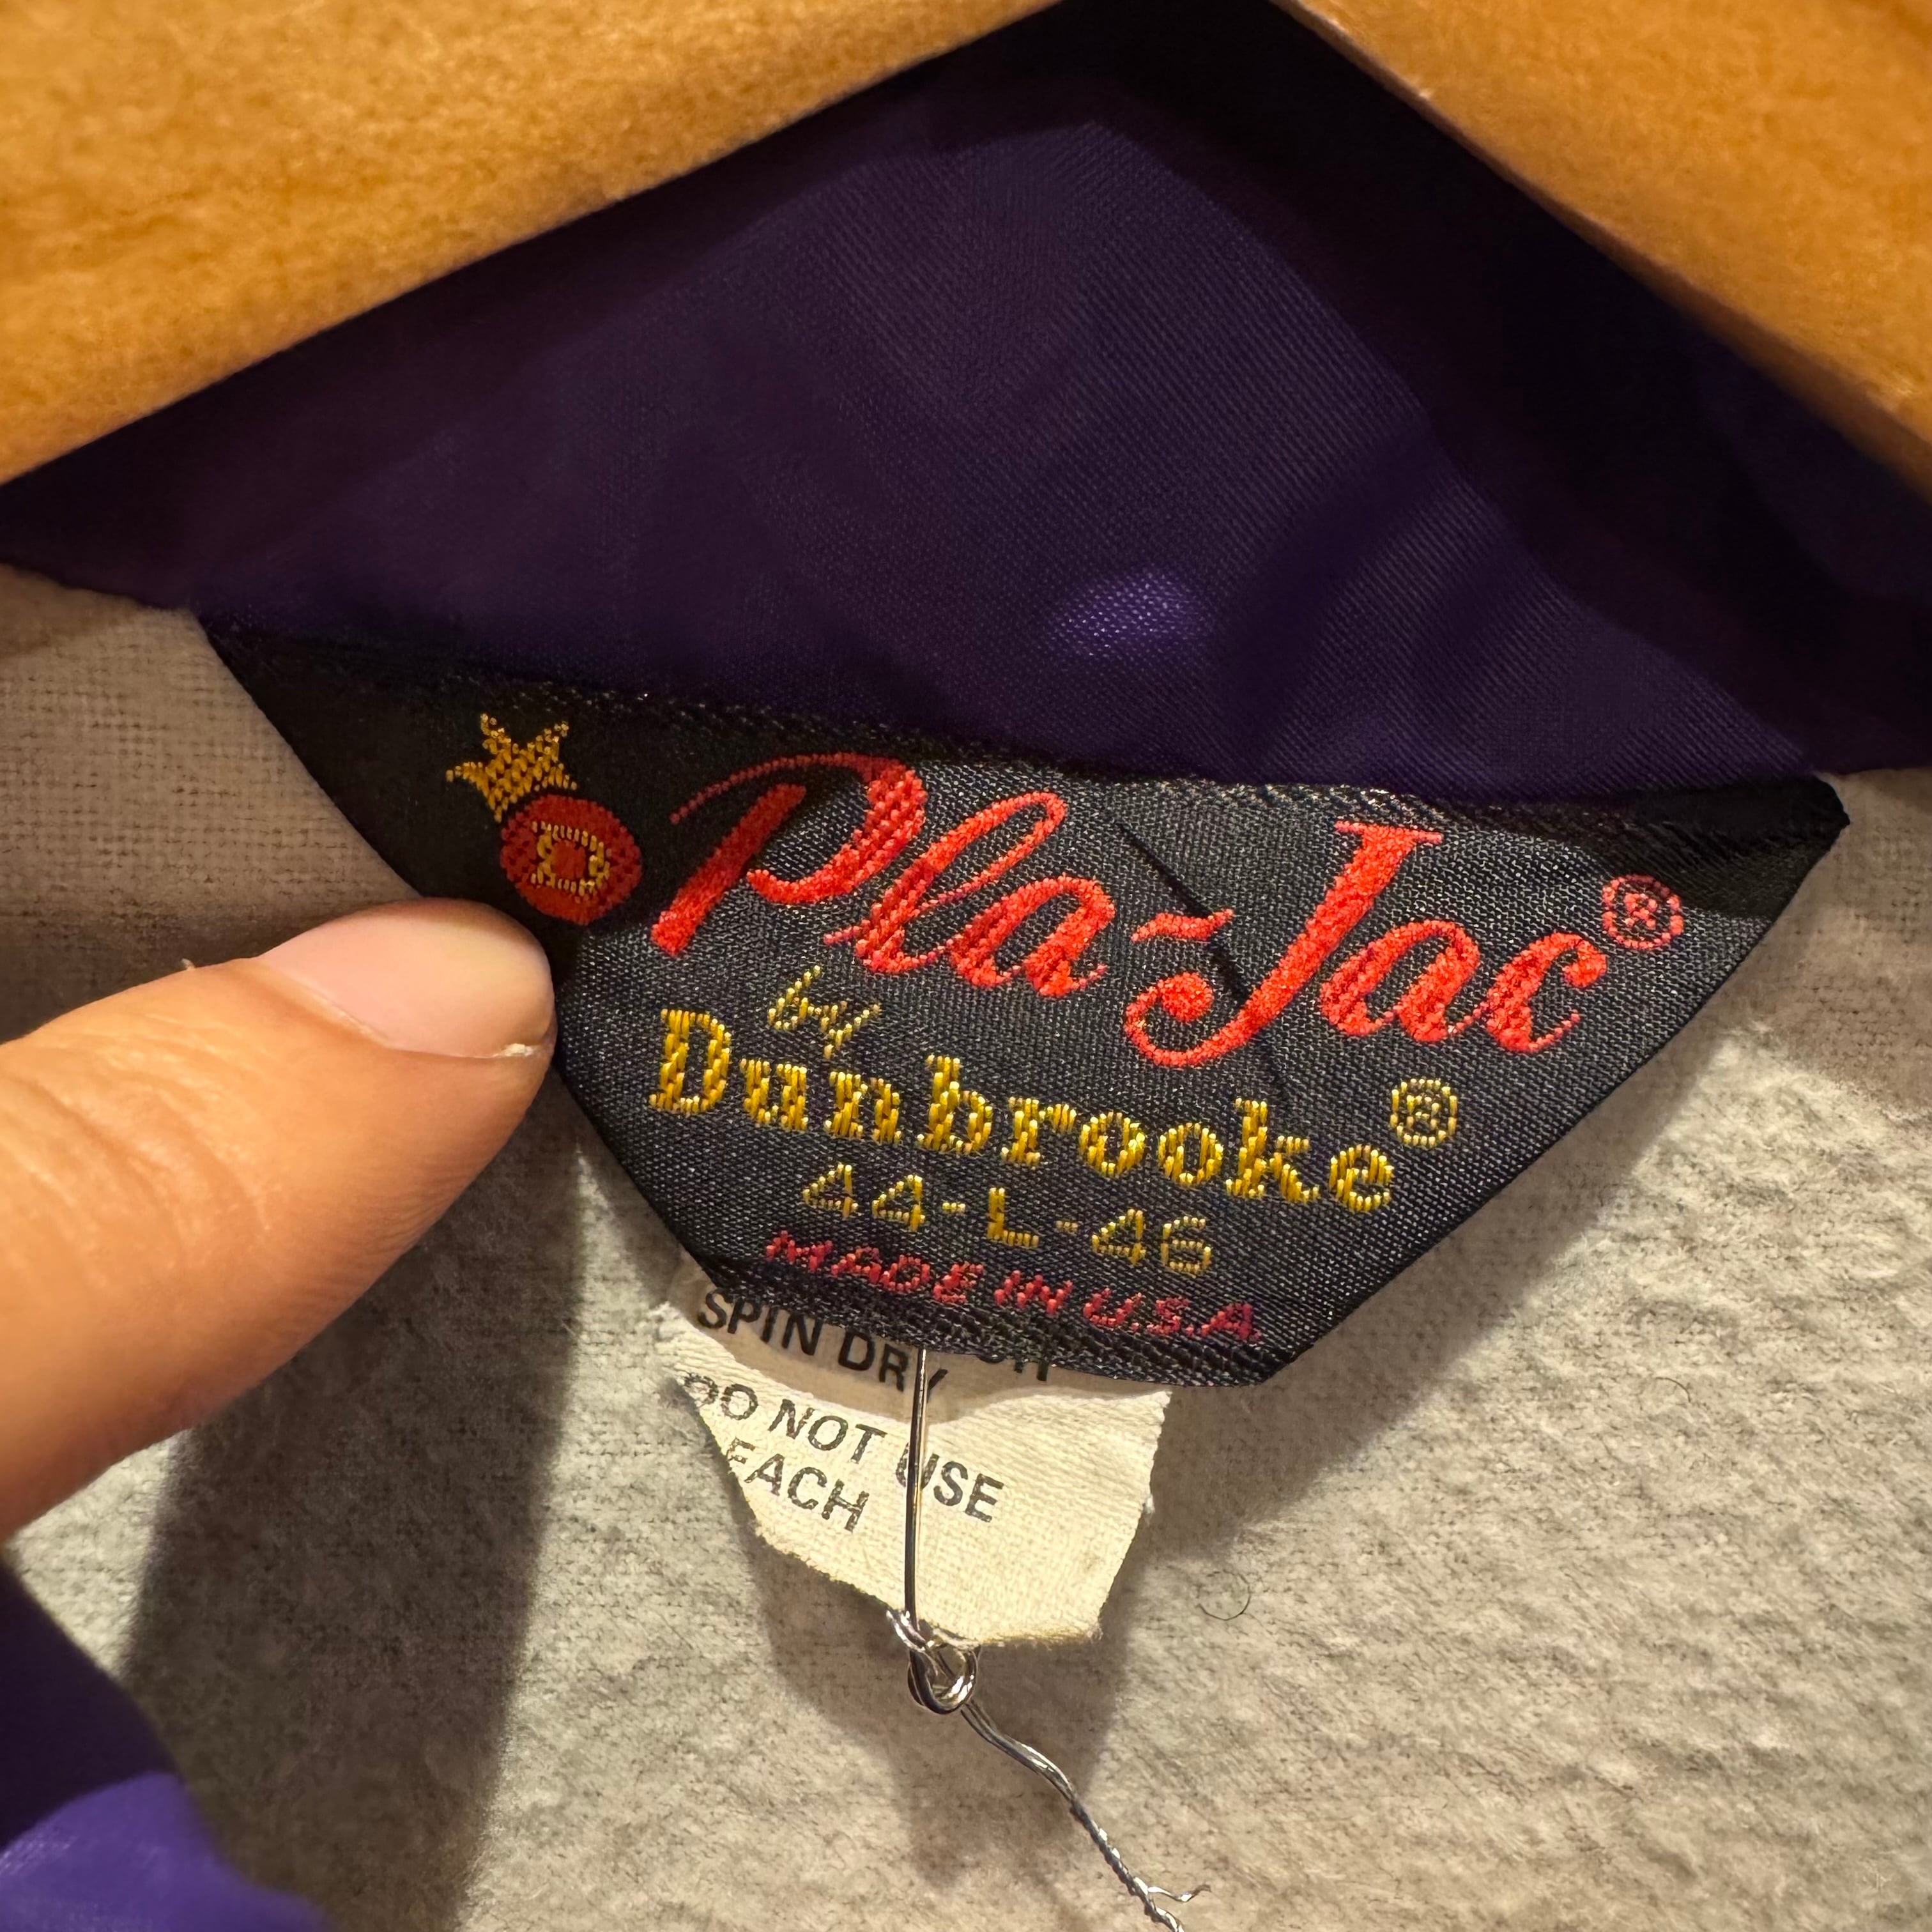 D Pla-Jac®
by
Dunbrooke®
44-L-46
MADE IN U.S.A.
SPIN DRY
DO NOT USE
EACH